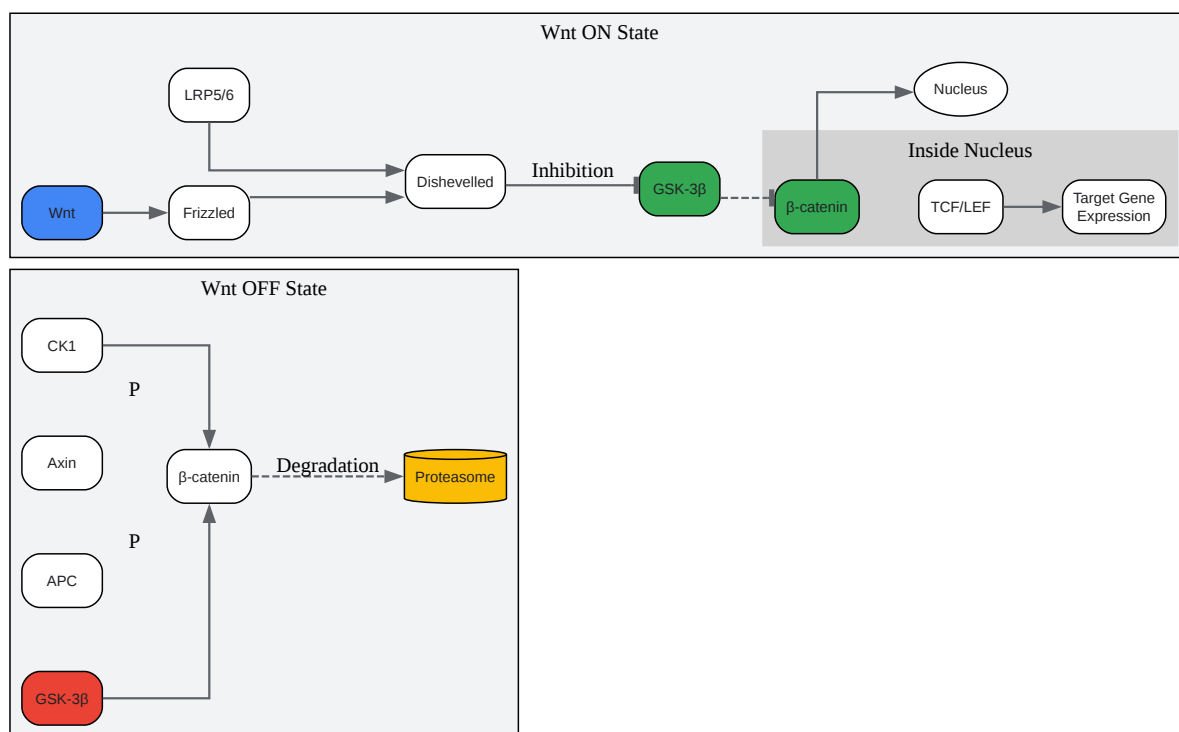 Wnt ON State
LRP5/6
Nucleus
Inside Nucleus
Dishevelled
Inhibition
GSK-3β
Wnt
Frizzled
β-catenin
TCF/LEF
Target Gene
Expression
Wnt OFF State
CK1
P
Axin
β-catenin
Degradation
Proteasome
P
APC
GSK-3β